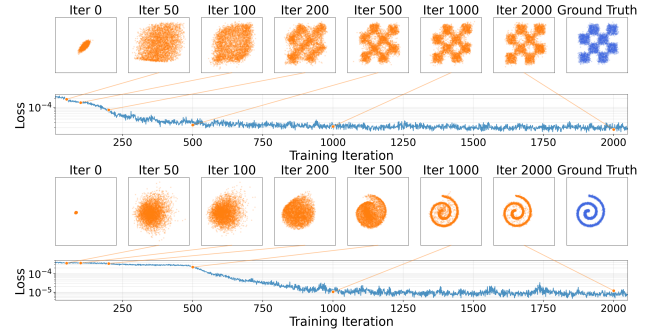 Iter 0 Iter 50 Iter 100 Iter 200 Iter 500 Iter 1000 Iter 2000 Ground Truth
Loss
10⁻⁴
250 500 750 1000 1250 1500 1750 2000
Training Iteration
Iter 0 Iter 50 Iter 100 Iter 200 Iter 500 Iter 1000 Iter 2000 Ground Truth
Loss
10⁻⁴
10⁻⁵
250 500 750 1000 1250 1500 1750 2000
Training Iteration